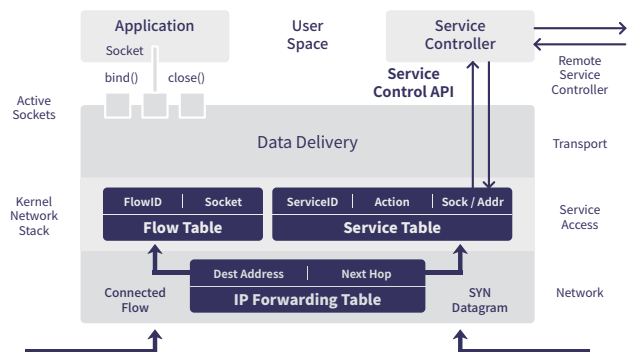 Application
Socket
bind()
close()
User
Space
Service
Controller
Service
Control API
Remote
Service
Controller
Active
Sockets
Data Delivery
Transport
Kernel
Network
Stack
FlowID | Socket
Flow Table
ServiceID | Action | Sock / Addr
Service Table
Service
Access
Dest Address | Next Hop
IP Forwarding Table
Connected
Flow
SYN
Datagram
Network